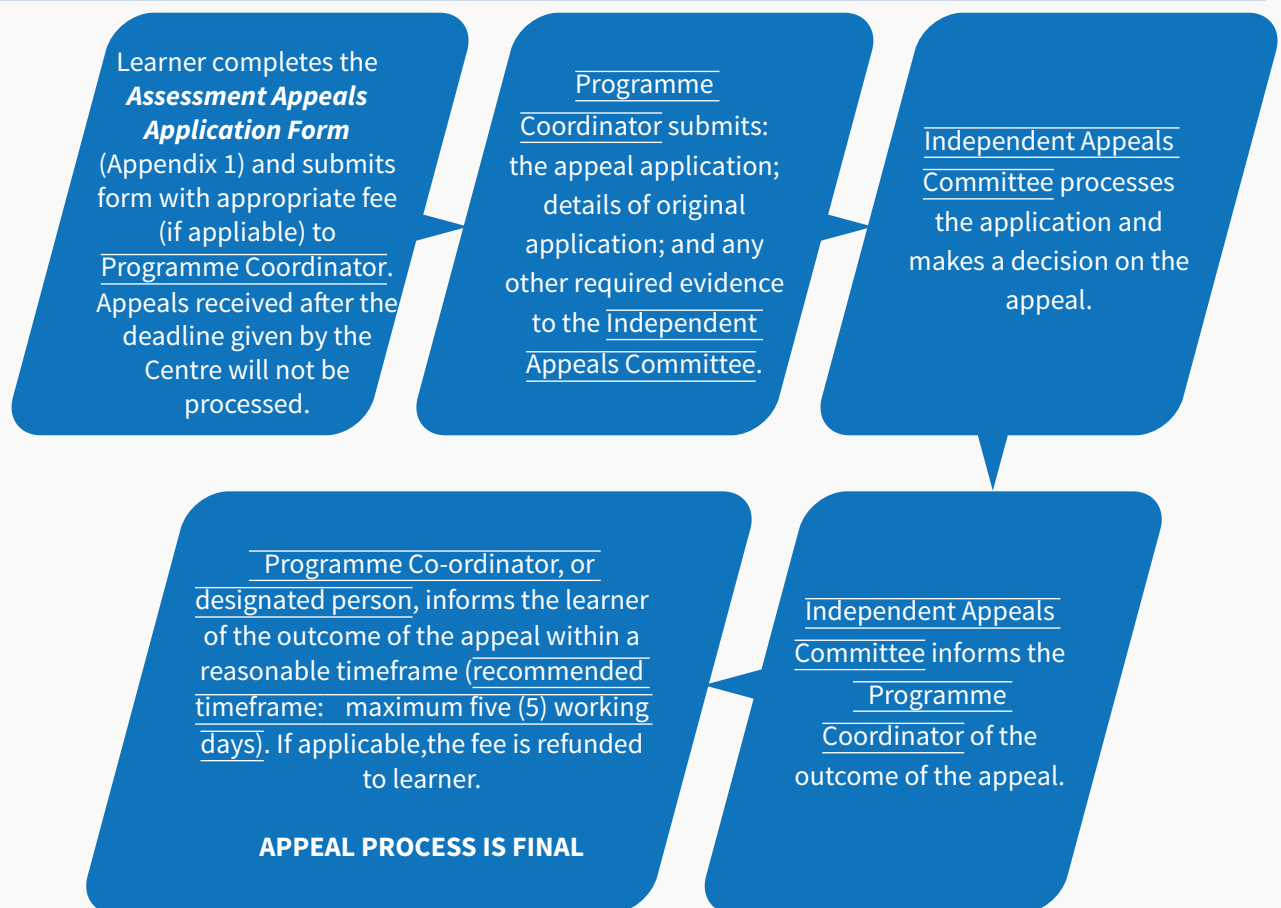 Learner completes the
Assessment Appeals
Application Form
(Appendix 1) and submits
form with appropriate fee
(if appliable) to
Programme Coordinator.
Appeals received after the
deadline given by the
Centre will not be
processed.
Programme
Coordinator submits:
the appeal application;
details of original
application; and any
other required evidence
to the Independent
Appeals Committee.
Independent Appeals
Committee processes
the application and
makes a decision on the
appeal.
Independent Appeals
Committee informs the
Programme
Coordinator of the
outcome of the appeal.
Programme Co-ordinator, or
designated person, informs the learner
of the outcome of the appeal within a
reasonable timeframe (recommended
timeframe: maximum five (5) working
days). If applicable,the fee is refunded
to learner.
APPEAL PROCESS IS FINAL